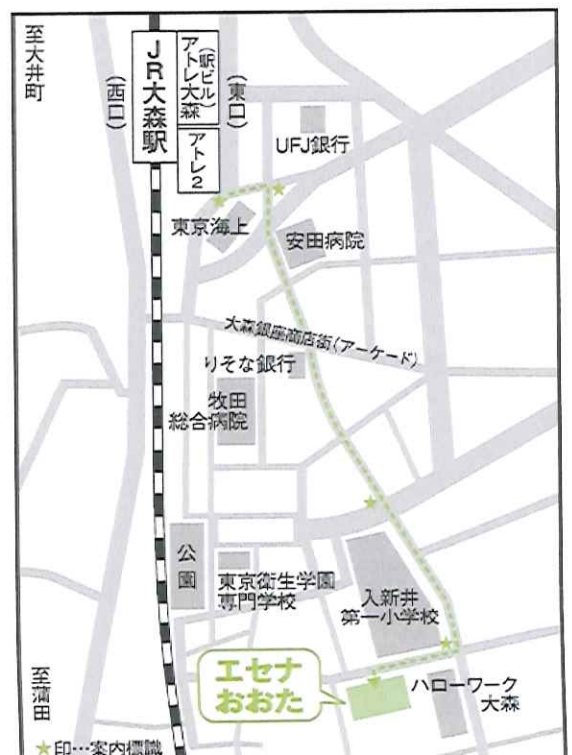 至大井町
JR大森駅
(駅ビル)
アトレ大森
アトレ2
(西口)
(東口)
UFJ銀行
東京海上
安田病院
大森銀座商店街(アーケード)
りそな銀行
牧田
総合病院
公園
東京衛生学園
専門学校
入新井
第一小学校
エセナ
おおた
ハローワーク
大森
至蒲田
★印…案内標識